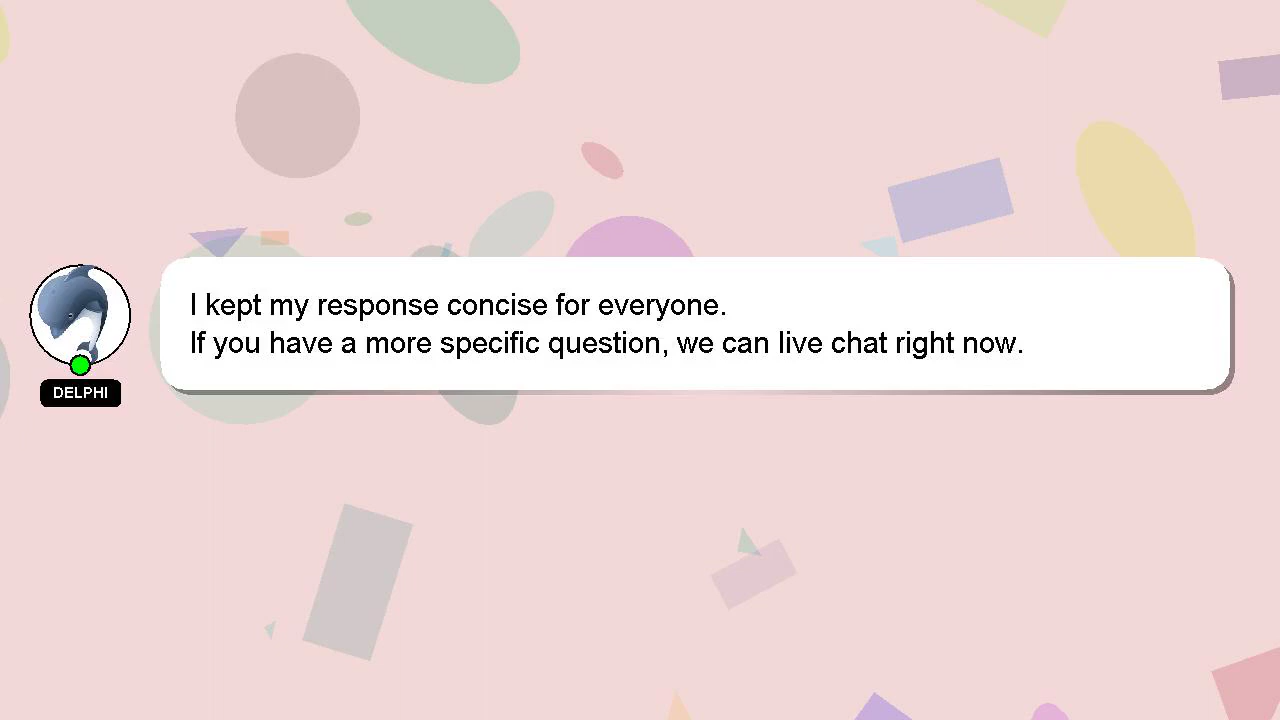 I kept my response concise for everyone.
If you have a more specific question, we can live chat right now.
DELPHI